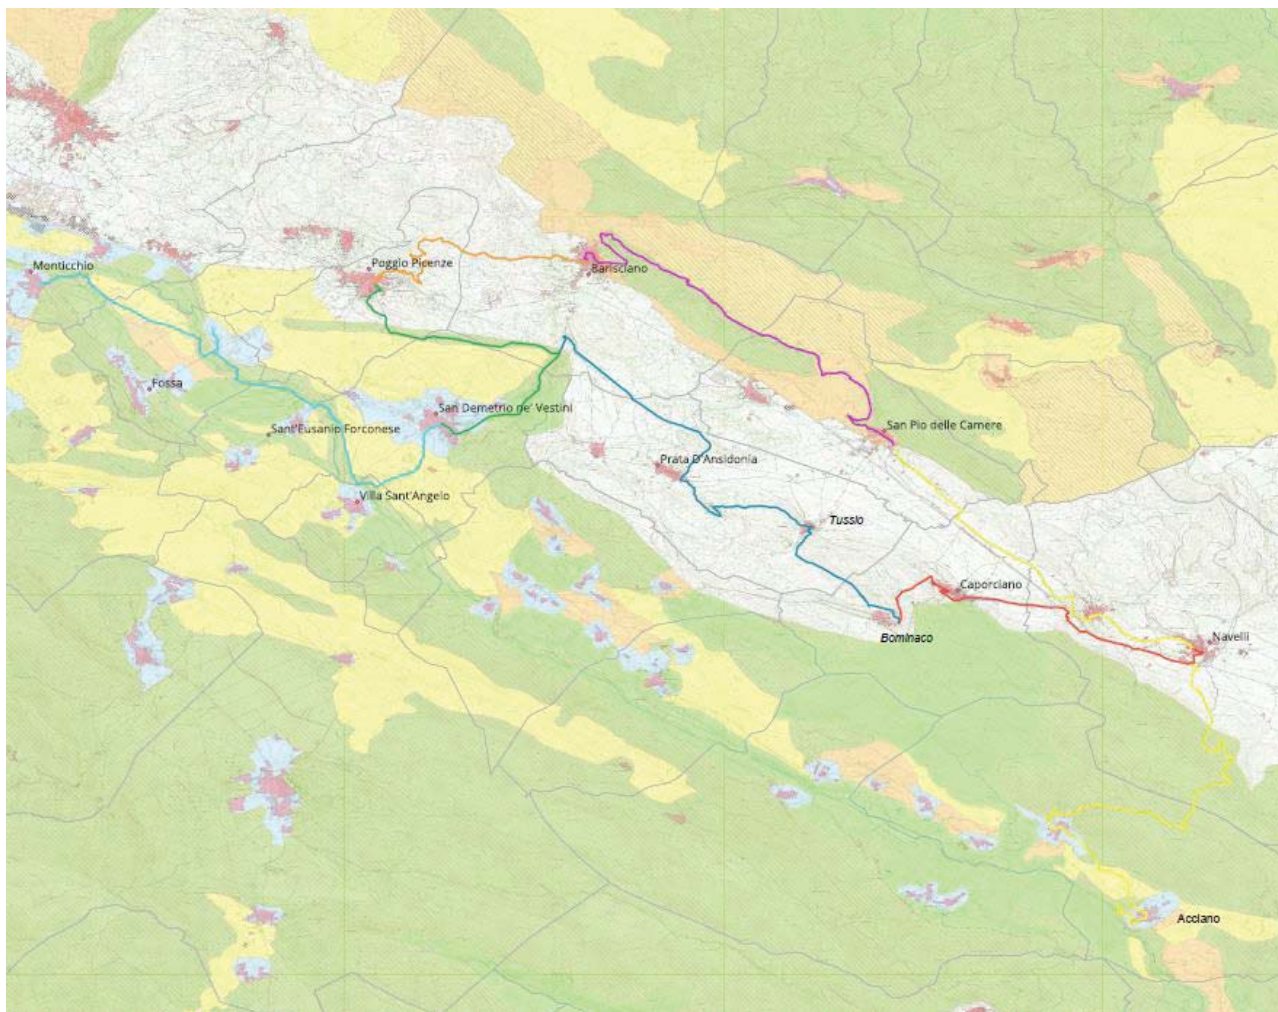 Poggio Picenze
Monticchio
Barisciano
Fossa
San Demetrio ne' Vestini
Sant'Eusanio Forconese
San Pio delle Camere
Prata D'Ansidonia
Villa Sant'Angelo
Tussio
Caporciano
Bominaco
Navelli
Acciano